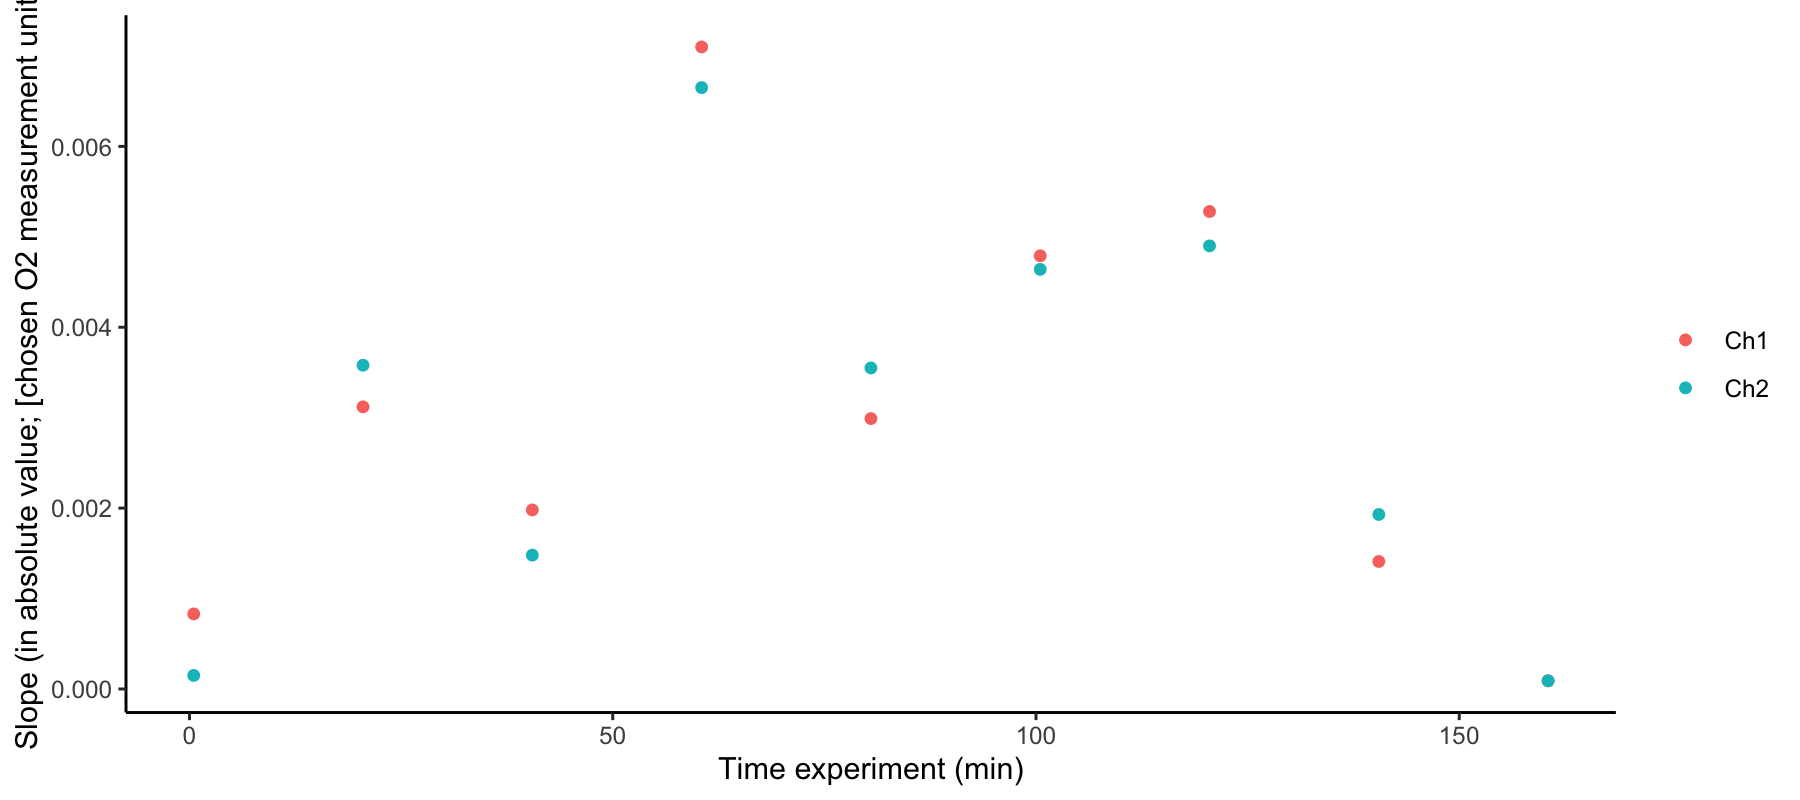 Slope (in absolute value; [chosen O2 measurement unit
0.006
0.004
0.002
0.000
0
50
100
150
Time experiment (min)
Ch1
Ch2